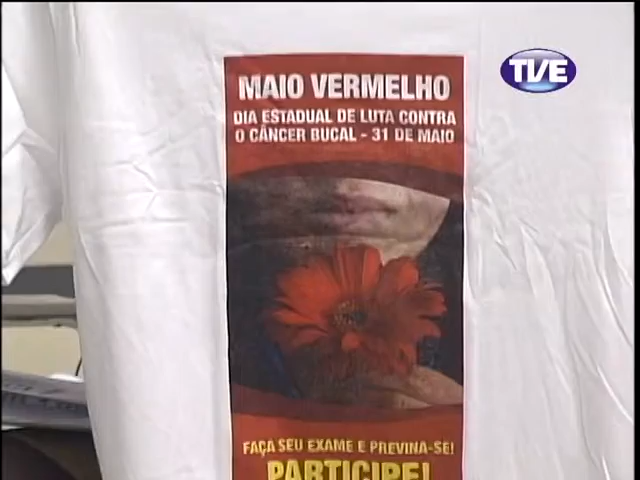 TVE
MAIO VERMELHO
DIA ESTADUAL DE LUTA CONTRA
O CÂNCER BUCAL - 31 DE MAIO
FAÇA SEU EXAME E PREVINA-SE!
PARTICIPE!